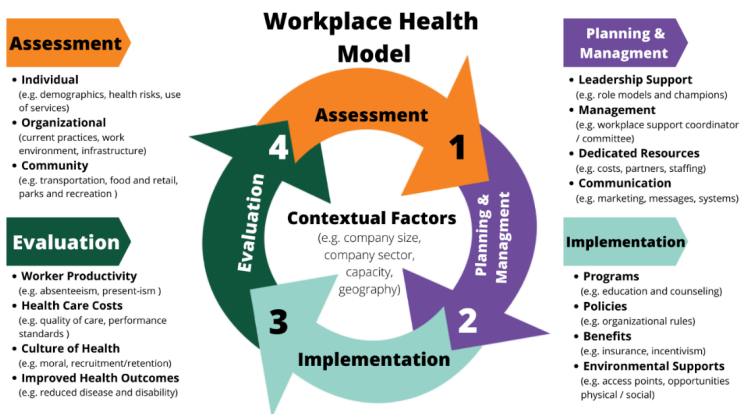 Workplace Health
Model
Assessment
• Individual
(e.g. demographics, health risks, use
of services)
• Organizational
(current practices, work
environment, infrastructure)
• Community
(e.g. transportation, food and retail,
parks and recreation )
Evaluation
• Worker Productivity
(e.g. absenteeism, present-ism )
• Health Care Costs
(e.g. quality of care, performance
standards )
• Culture of Health
(e.g. moral, recruitment/retention)
• Improved Health Outcomes
(e.g. reduced disease and disability)
Assessment
1
Planning &
Managment
2
Implementation
3
Evaluation
4
Contextual Factors
(e.g. company size,
company sector,
capacity,
geography)
Planning &
Managment
• Leadership Support
(e.g. role models and champions)
• Management
(e.g. workplace support coordinator
/ committee)
• Dedicated Resources
(e.g. costs, partners, staffing)
• Communication
(e.g. marketing, messages, systems)
Implementation
• Programs
(e.g. education and counseling)
• Policies
(e.g. organizational rules)
• Benefits
(e.g. insurance, incentivism)
• Environmental Supports
(e.g. access points, opportunities
physical / social)